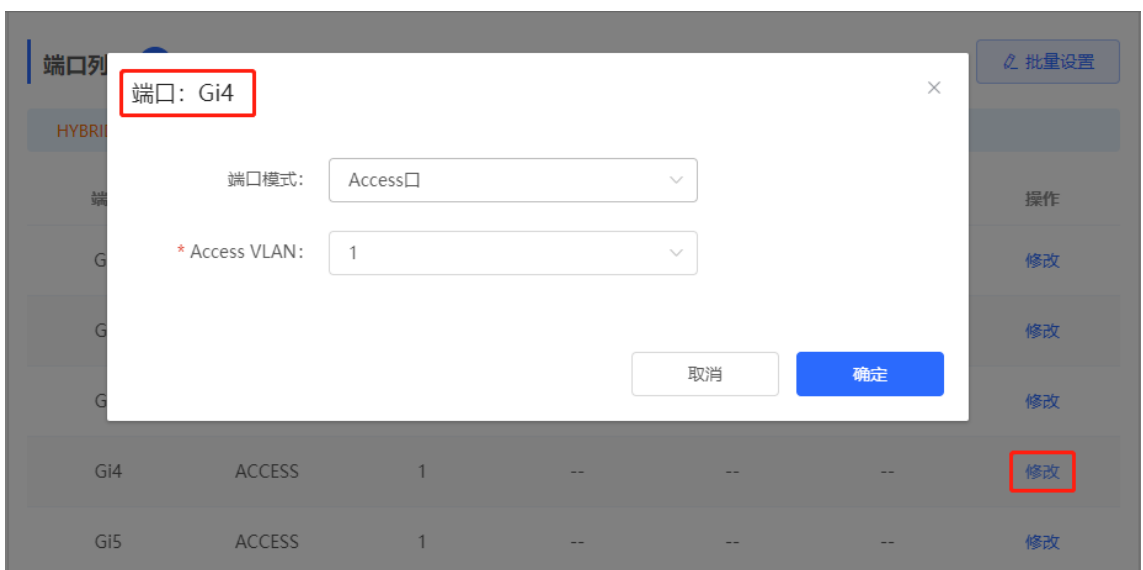 端口列
批量设置
端口：Gi4
HYBRI
端口模式： Access口
端 操作
* Access VLAN： 1
G 修改
G 修改
取消 确定
G 修改
Gi4 ACCESS 1 -- -- -- 修改
Gi5 ACCESS 1 -- -- -- 修改